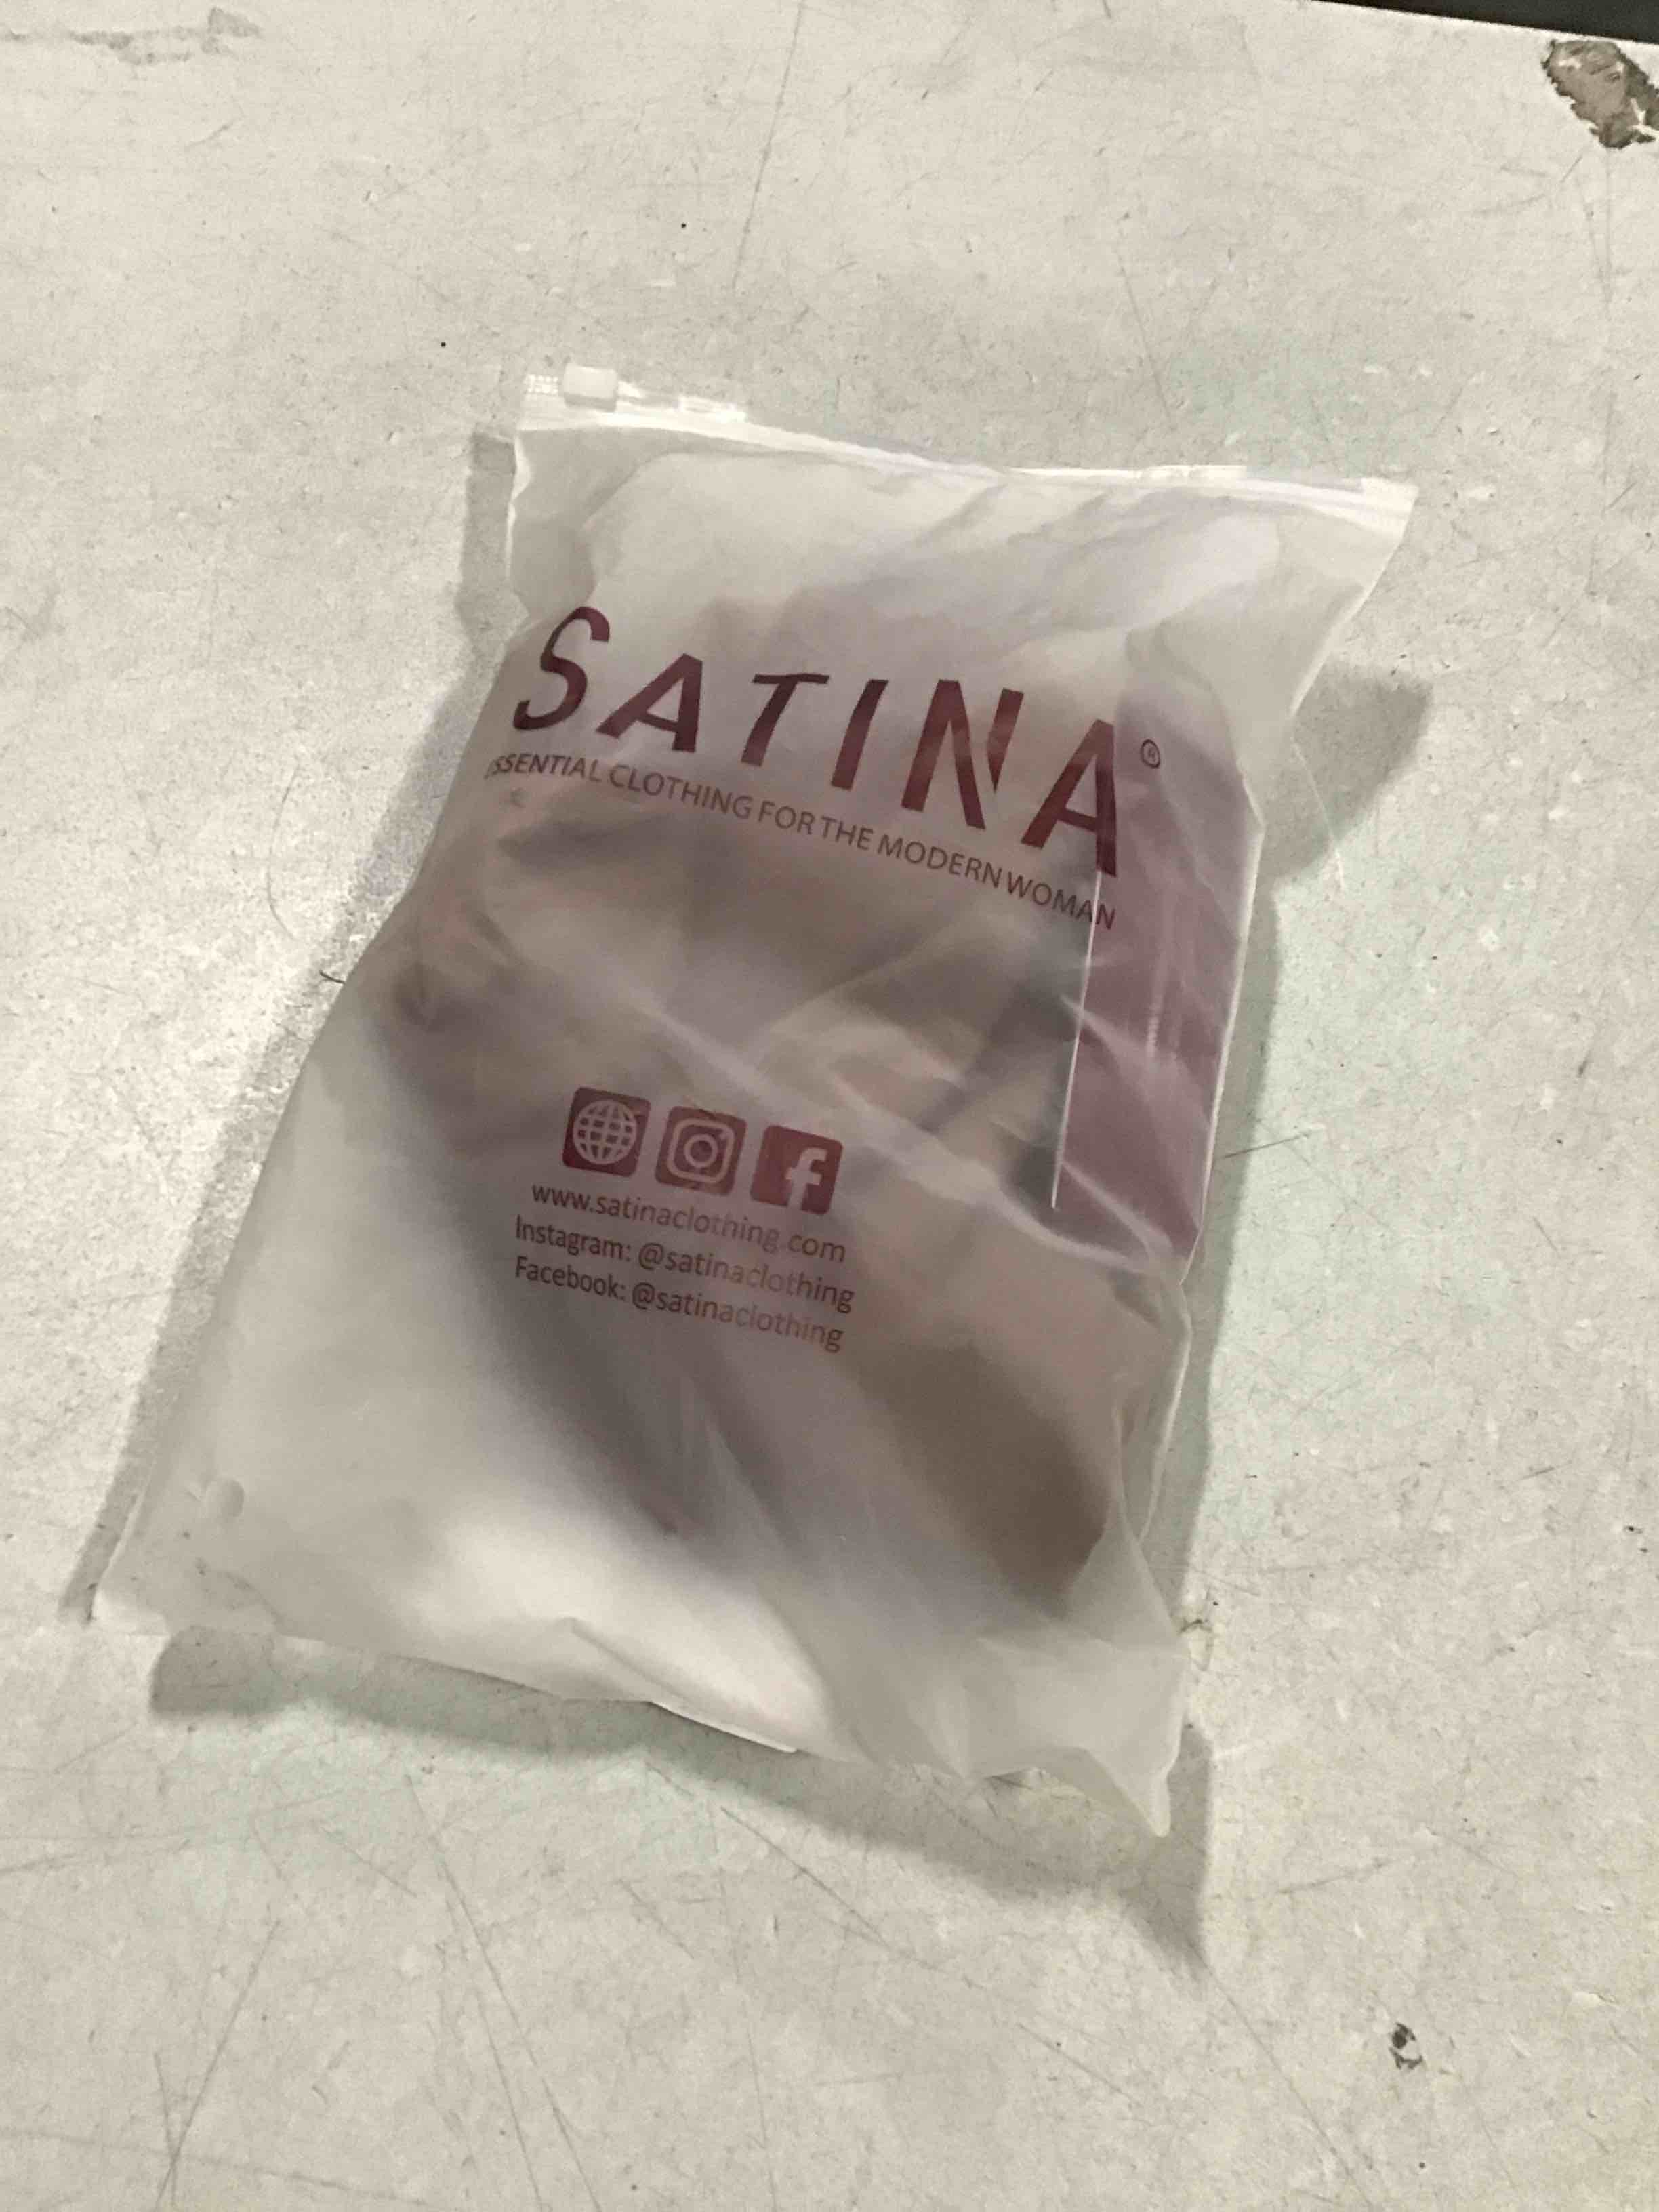 SATINA®
ESSENTIAL CLOTHING FOR THE MODERN WOMAN
www.satinaclothing.com
Instagram: @satinaclothing
Facebook: @satinaclothing